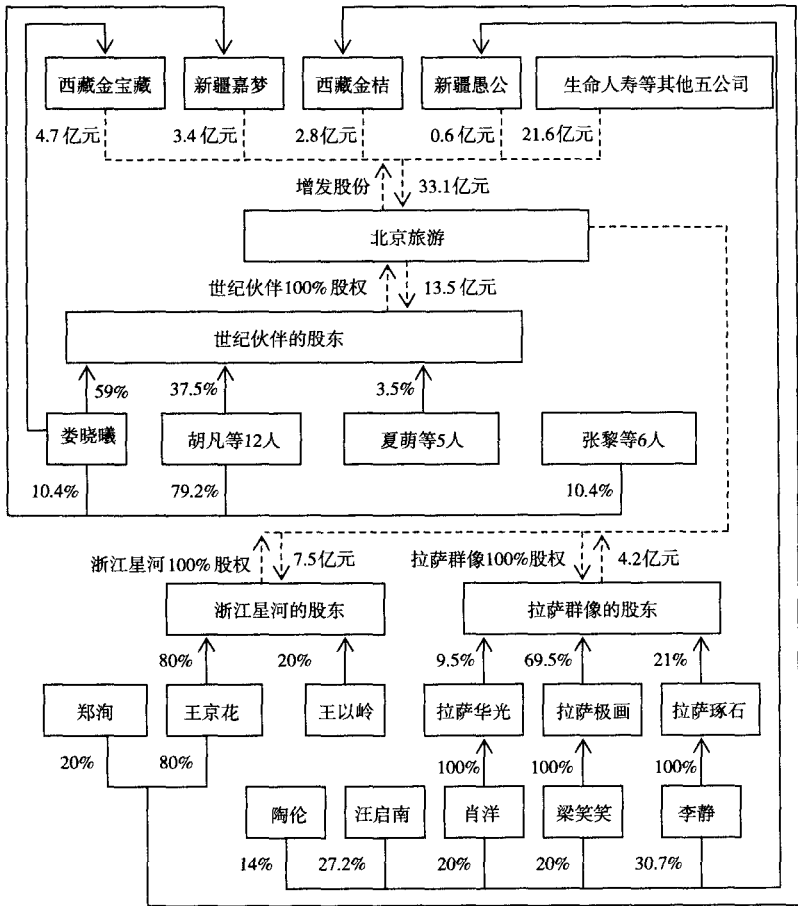 西藏金宝藏 新疆嘉梦 西藏金桔 新疆愚公 生命人寿等其他五公司
4.7亿元 3.4亿元 2.8亿元 0.6亿元 21.6亿元
增发股份 33.1亿元
北京旅游
世纪伙伴100%股权 13.5亿元
世纪伙伴的股东
59% 37.5% 3.5%
娄晓曦 胡凡等12人 夏萌等5人 张黎等6人
10.4% 79.2% 10.4%
浙江星河100%股权 7.5亿元 拉萨群像100%股权 4.2亿元
浙江星河的股东 拉萨群像的股东
80% 20% 9.5% 69.5% 21%
郑洵 王京花 王以岭 拉萨华光 拉萨极画 拉萨琢石
20% 80% 100% 100% 100%
陶伦 汪启南 肖洋 梁笑笑 李静
14% 27.2% 20% 20% 30.7%